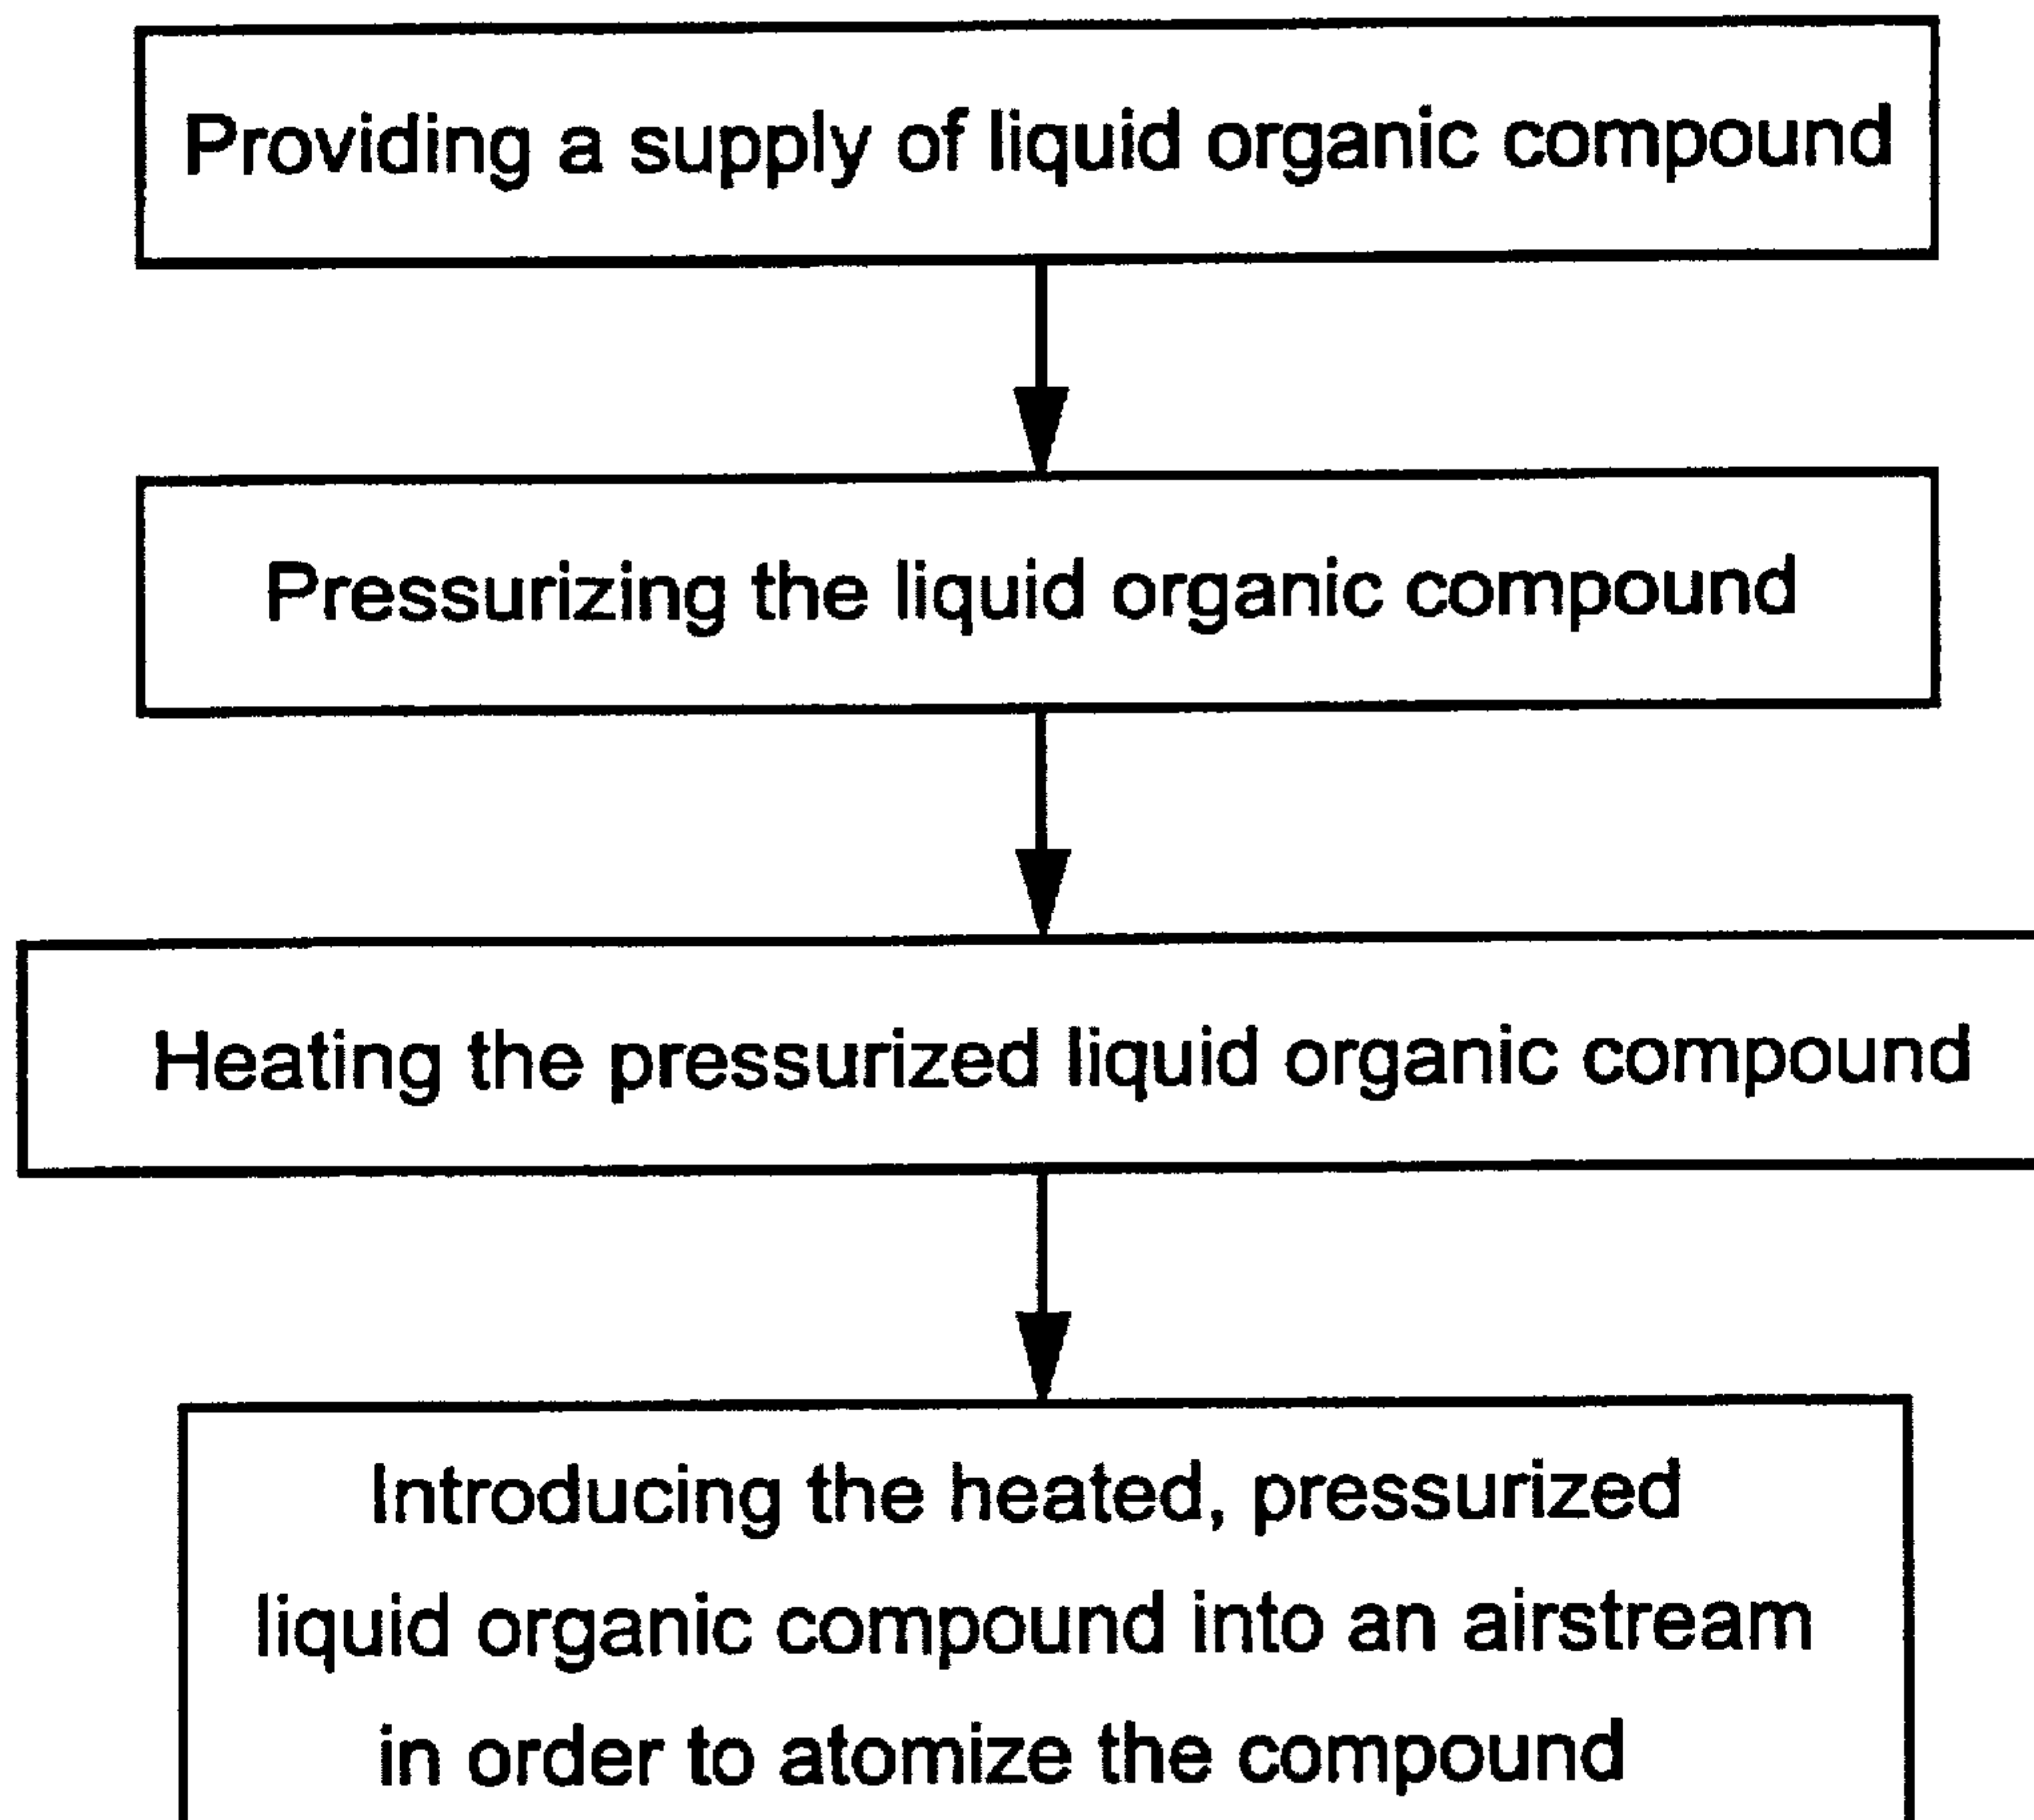 Providing a supply of liquid organic compound
Pressurizing the liquid organic compound
Heating the pressurized liquid organic compound
Introducing the heated, pressurized
liquid organic compound into an airstream
in order to atomize the compound